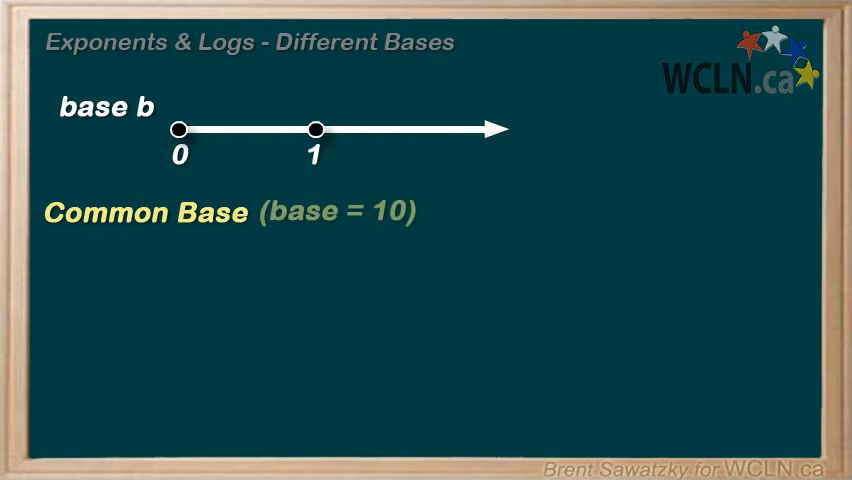 Exponents & Logs - Different Bases
WCLN.ca
base b
0 1
Common Base (base = 10)
Brent Sawatzky for WCLN.ca